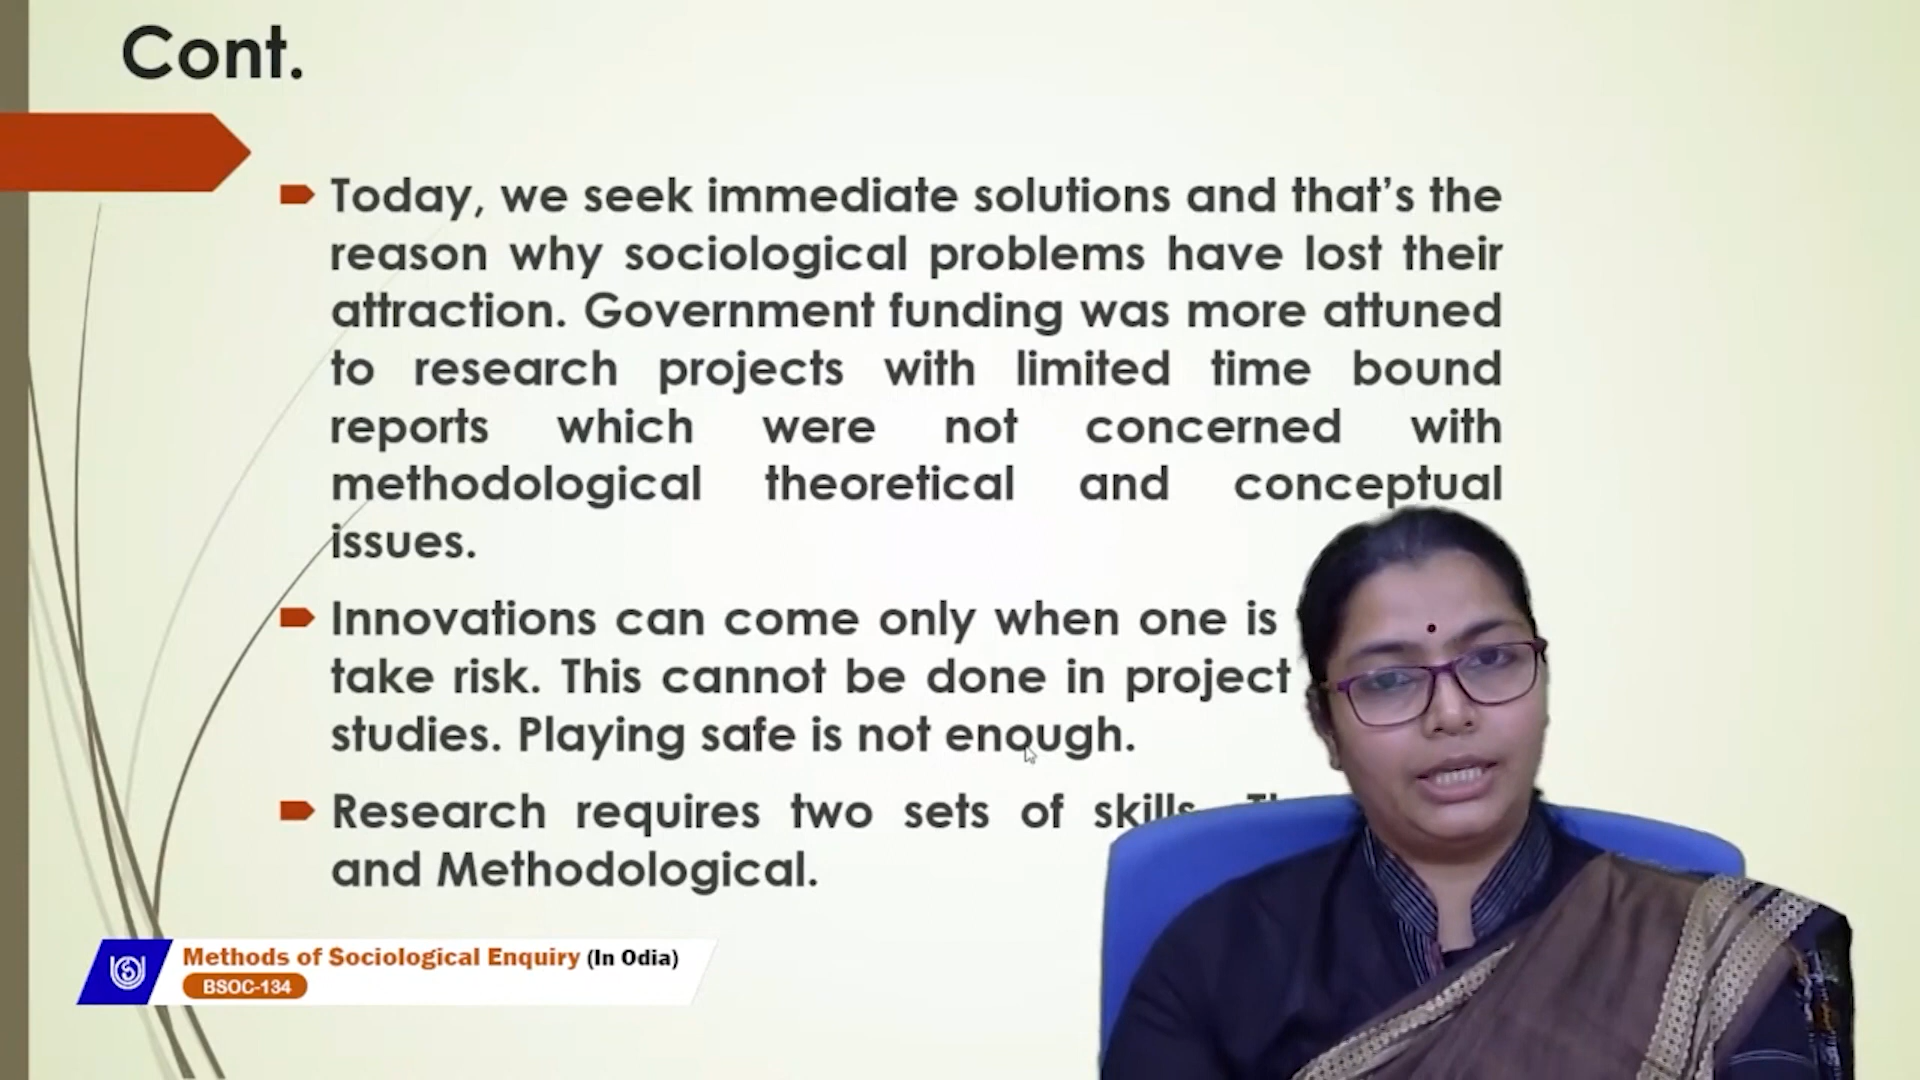 Cont.
Today, we seek immediate solutions and that’s the
reason why sociological problems have lost their
attraction. Government funding was more attuned
to research projects with limited time bound
reports which were not concerned with
methodological theoretical and conceptual
issues.
Innovations can come only when one is
take risk. This cannot be done in project
studies. Playing safe is not enough.
Research requires two sets of skills.
and Methodological.
Methods of Sociological Enquiry (In Odia)
BSOC-134